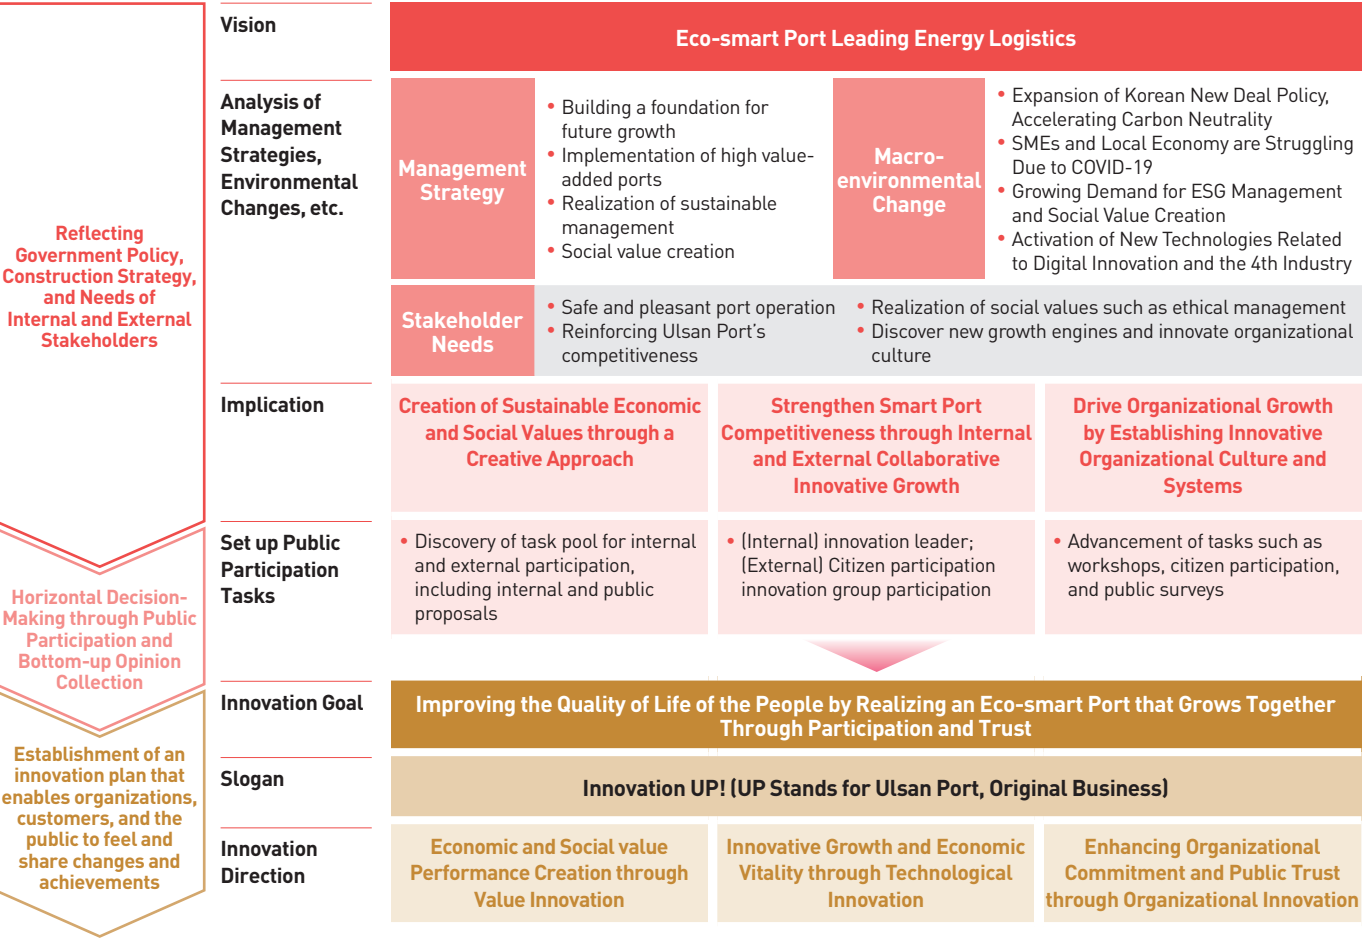 Reflecting
Government Policy,
Construction Strategy,
and Needs of
Internal and External
Stakeholders
Horizontal Decision-
Making through Public
Participation and
Bottom-up Opinion
Collection
Establishment of an
innovation plan that
enables organizations,
customers, and the
public to feel and
share changes and
achievements
Vision
Eco-smart Port Leading Energy Logistics
Analysis of
Management
Strategies,
Environmental
Changes, etc.
Management
Strategy
• Building a foundation for
future growth
• Implementation of high value-
added ports
• Realization of sustainable
management
• Social value creation
Macro-
environmental
Change
• Expansion of Korean New Deal Policy,
Accelerating Carbon Neutrality
• SMEs and Local Economy are Struggling
Due to COVID-19
• Growing Demand for ESG Management
and Social Value Creation
• Activation of New Technologies Related
to Digital Innovation and the 4th Industry
Stakeholder
Needs
• Safe and pleasant port operation
• Reinforcing Ulsan Port's
competitiveness
• Realization of social values such as ethical management
• Discover new growth engines and innovate organizational
culture
Implication
Creation of Sustainable Economic
and Social Values through a
Creative Approach
Strengthen Smart Port
Competitiveness through Internal
and External Collaborative
Innovative Growth
Drive Organizational Growth
by Establishing Innovative
Organizational Culture and
Systems
Set up Public
Participation
Tasks
• Discovery of task pool for internal
and external participation,
including internal and public
proposals
• (Internal) innovation leader;
(External) Citizen participation
innovation group participation
• Advancement of tasks such as
workshops, citizen participation,
and public surveys
Innovation Goal
Improving the Quality of Life of the People by Realizing an Eco-smart Port that Grows Together
Through Participation and Trust
Slogan
Innovation UP! (UP Stands for Ulsan Port, Original Business)
Innovation
Direction
Economic and Social value
Performance Creation through
Value Innovation
Innovative Growth and Economic
Vitality through Technological
Innovation
Enhancing Organizational
Commitment and Public Trust
through Organizational Innovation